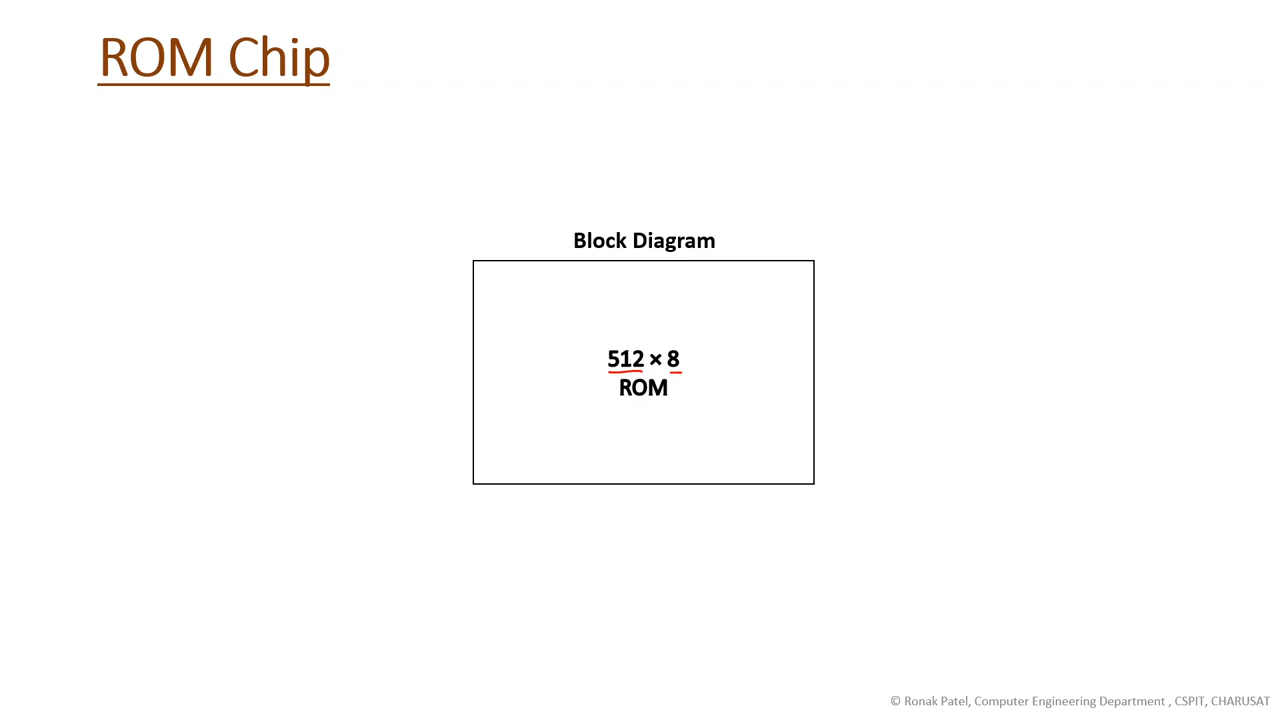 ROM Chip
Block Diagram
512 × 8
ROM
© Ronak Patel, Computer Engineering Department , CSPIT, CHARUSAT